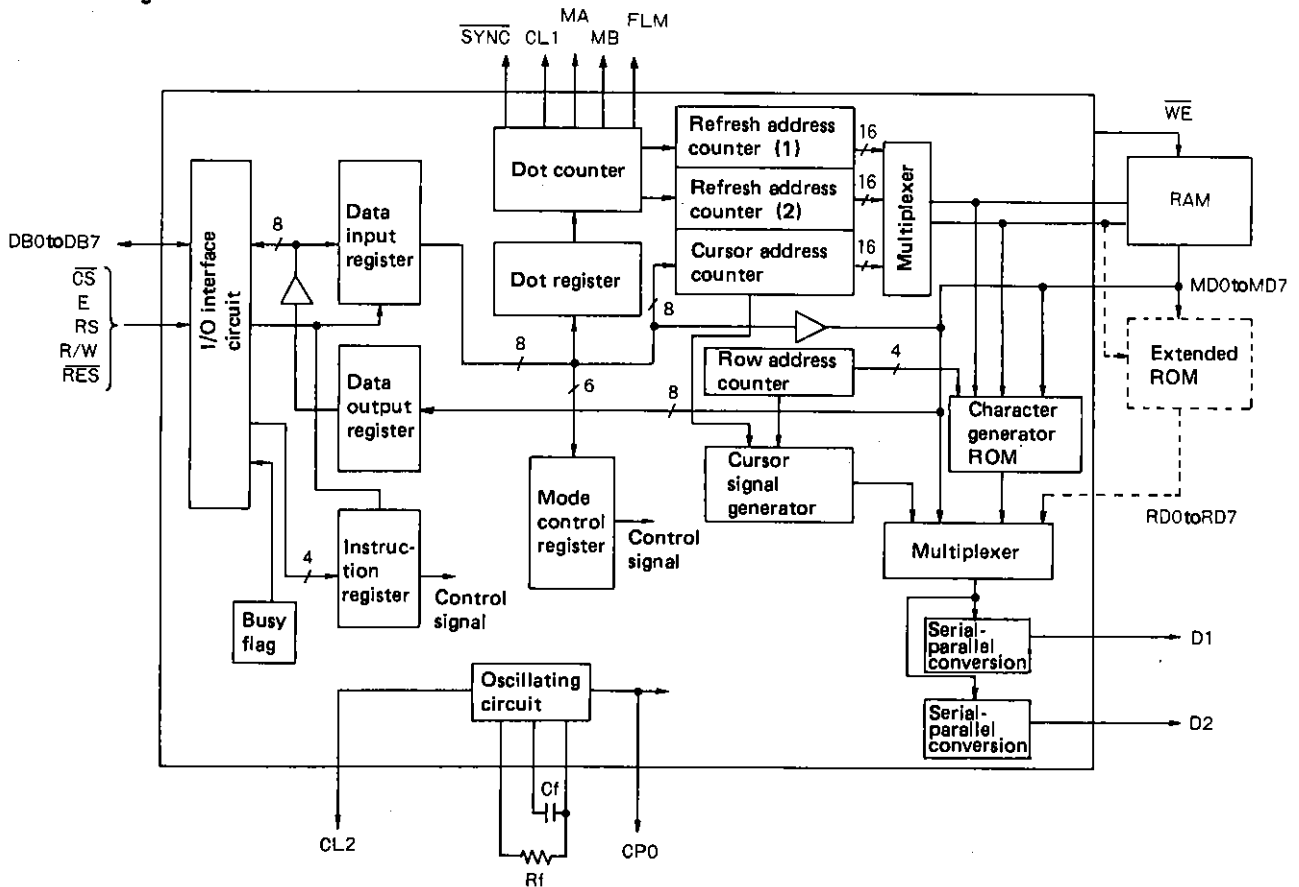 MA
FLM
SYNC
CL1
MB
WE
Refresh address
counter (1)
16
Dot counter
Refresh address
counter (2)
16
Multiplexer
RAM
I/O interface
circuit
Data
input
register
8
DB0toDB7
Cursor address
counter
16
Dot register
CS
E
RS
R/W
RES
MD0toMD7
8
8
6
Row address
counter
4
Extended
ROM
Data
output
register
8
Character
generator
ROM
Cursor
signal
generator
Mode
control
register
Control
signal
RD0toRD7
Multiplexer
4
Instruc-
tion
register
Control
signal
Busy
flag
Serial-
parallel
conversion
D1
Oscillating
circuit
Serial-
parallel
conversion
D2
Cf
CL2
CP0
Rf